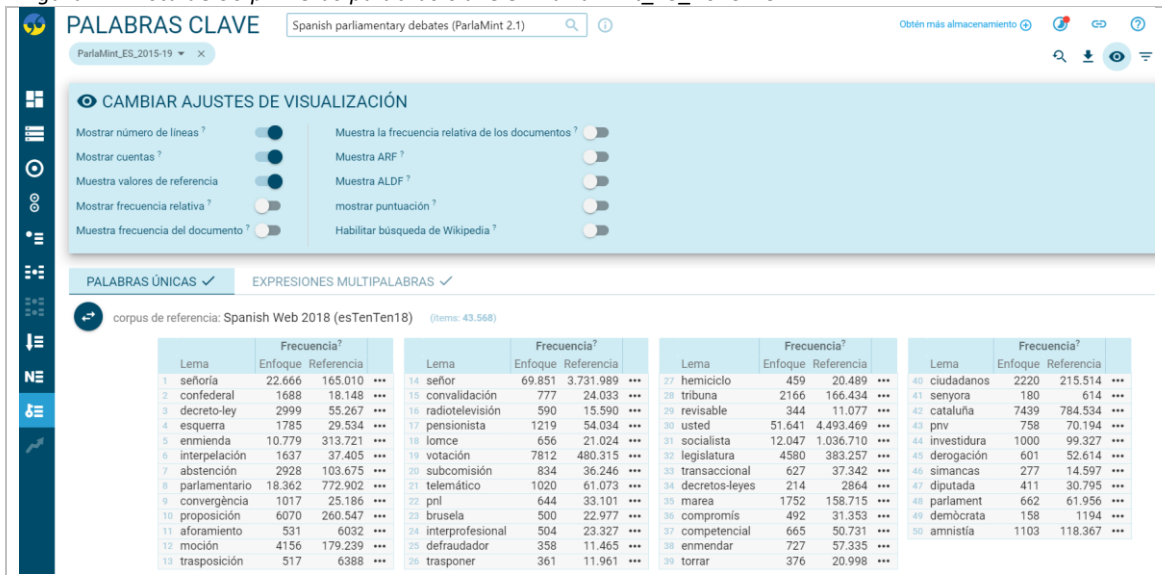 PALABRAS CLAVE Spanish parliamentary debates (ParlaMint 2.1) Obtén más almacenamiento
ParlaMint_ES_2015-19
CAMBIAR AJUSTES DE VISUALIZACIÓN
Mostrar número de líneas ? Muestra la frecuencia relativa de los documentos ?
Mostrar cuentas ? Muestra ARF ?
Muestra valores de referencia Muestra ALDF ?
Mostrar frecuencia relativa ? mostrar puntuación ?
Muestra frecuencia del documento ? Habilitar búsqueda de Wikipedia ?
PALABRAS ÚNICAS EXPRESIONES MULTIPALABRAS
corpus de referencia: Spanish Web 2018 (esTenTen18) (items: 43.568)
Frecuencia? Frecuencia? Frecuencia? Frecuencia?
Lema Enfoque Referencia Lema Enfoque Referencia Lema Enfoque Referencia Lema Enfoque Referencia
1 señoría 22.666 165.010 ••• 14 señor 69.851 3.731.989 ••• 27 hemiciclo 459 20.489 ••• 40 ciudadanos 2220 215.514 •••
2 confederal 1688 18.148 ••• 15 convalidación 777 24.033 ••• 28 tribuna 2166 166.434 ••• 41 senyora 180 614 •••
3 decreto-ley 2999 55.267 ••• 16 radiotelevisión 590 15.590 ••• 29 revisable 344 11.077 ••• 42 cataluña 7439 784.534 •••
4 esquerra 1785 29.534 ••• 17 pensionista 1219 54.034 ••• 30 usted 51.641 4.493.469 ••• 43 pnv 758 70.194 •••
5 enmienda 10.779 313.721 ••• 18 lomce 656 21.024 ••• 31 socialista 12.047 1.036.710 ••• 44 investidura 1000 99.327 •••
6 interpelación 1637 37.405 ••• 19 votación 7812 480.315 ••• 32 legislatura 4580 383.257 ••• 45 derogación 601 52.614 •••
7 abstención 2928 103.675 ••• 20 subcomisión 834 36.246 ••• 33 transaccional 627 37.342 ••• 46 simancas 277 14.597 •••
8 parlamentario 18.362 772.902 ••• 21 telemático 1020 61.073 ••• 34 decretos-leyes 214 2864 ••• 47 diputada 411 30.795 •••
9 convergència 1017 25.186 ••• 22 pnl 644 33.101 ••• 35 marea 1752 158.715 ••• 48 parlament 662 61.956 •••
10 proposición 6070 260.547 ••• 23 brusela 500 22.977 ••• 36 compromís 492 31.353 ••• 49 demòcrata 158 1194 •••
11 aforamiento 531 6032 ••• 24 interprofesional 504 23.327 ••• 37 competencial 665 50.731 ••• 50 amnistía 1103 118.367 •••
12 moción 4156 179.239 ••• 25 defraudador 358 11.465 ••• 38 enmendar 727 57.335 •••
13 trasposición 517 6388 ••• 26 trasponer 361 11.961 ••• 39 torrar 376 20.998 •••